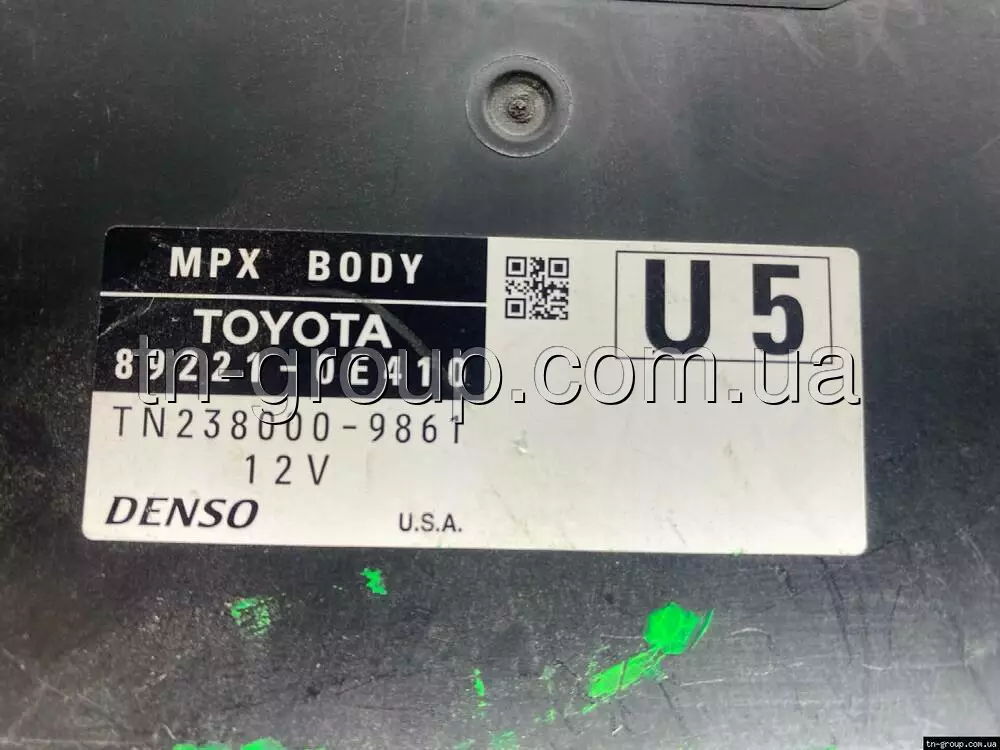 MPX BODY
TOYOTA
89221-0E410
TN238000-9861
12V
DENSO
U.S.A.
U5
tn-group.com.ua
tn-group.com.ua